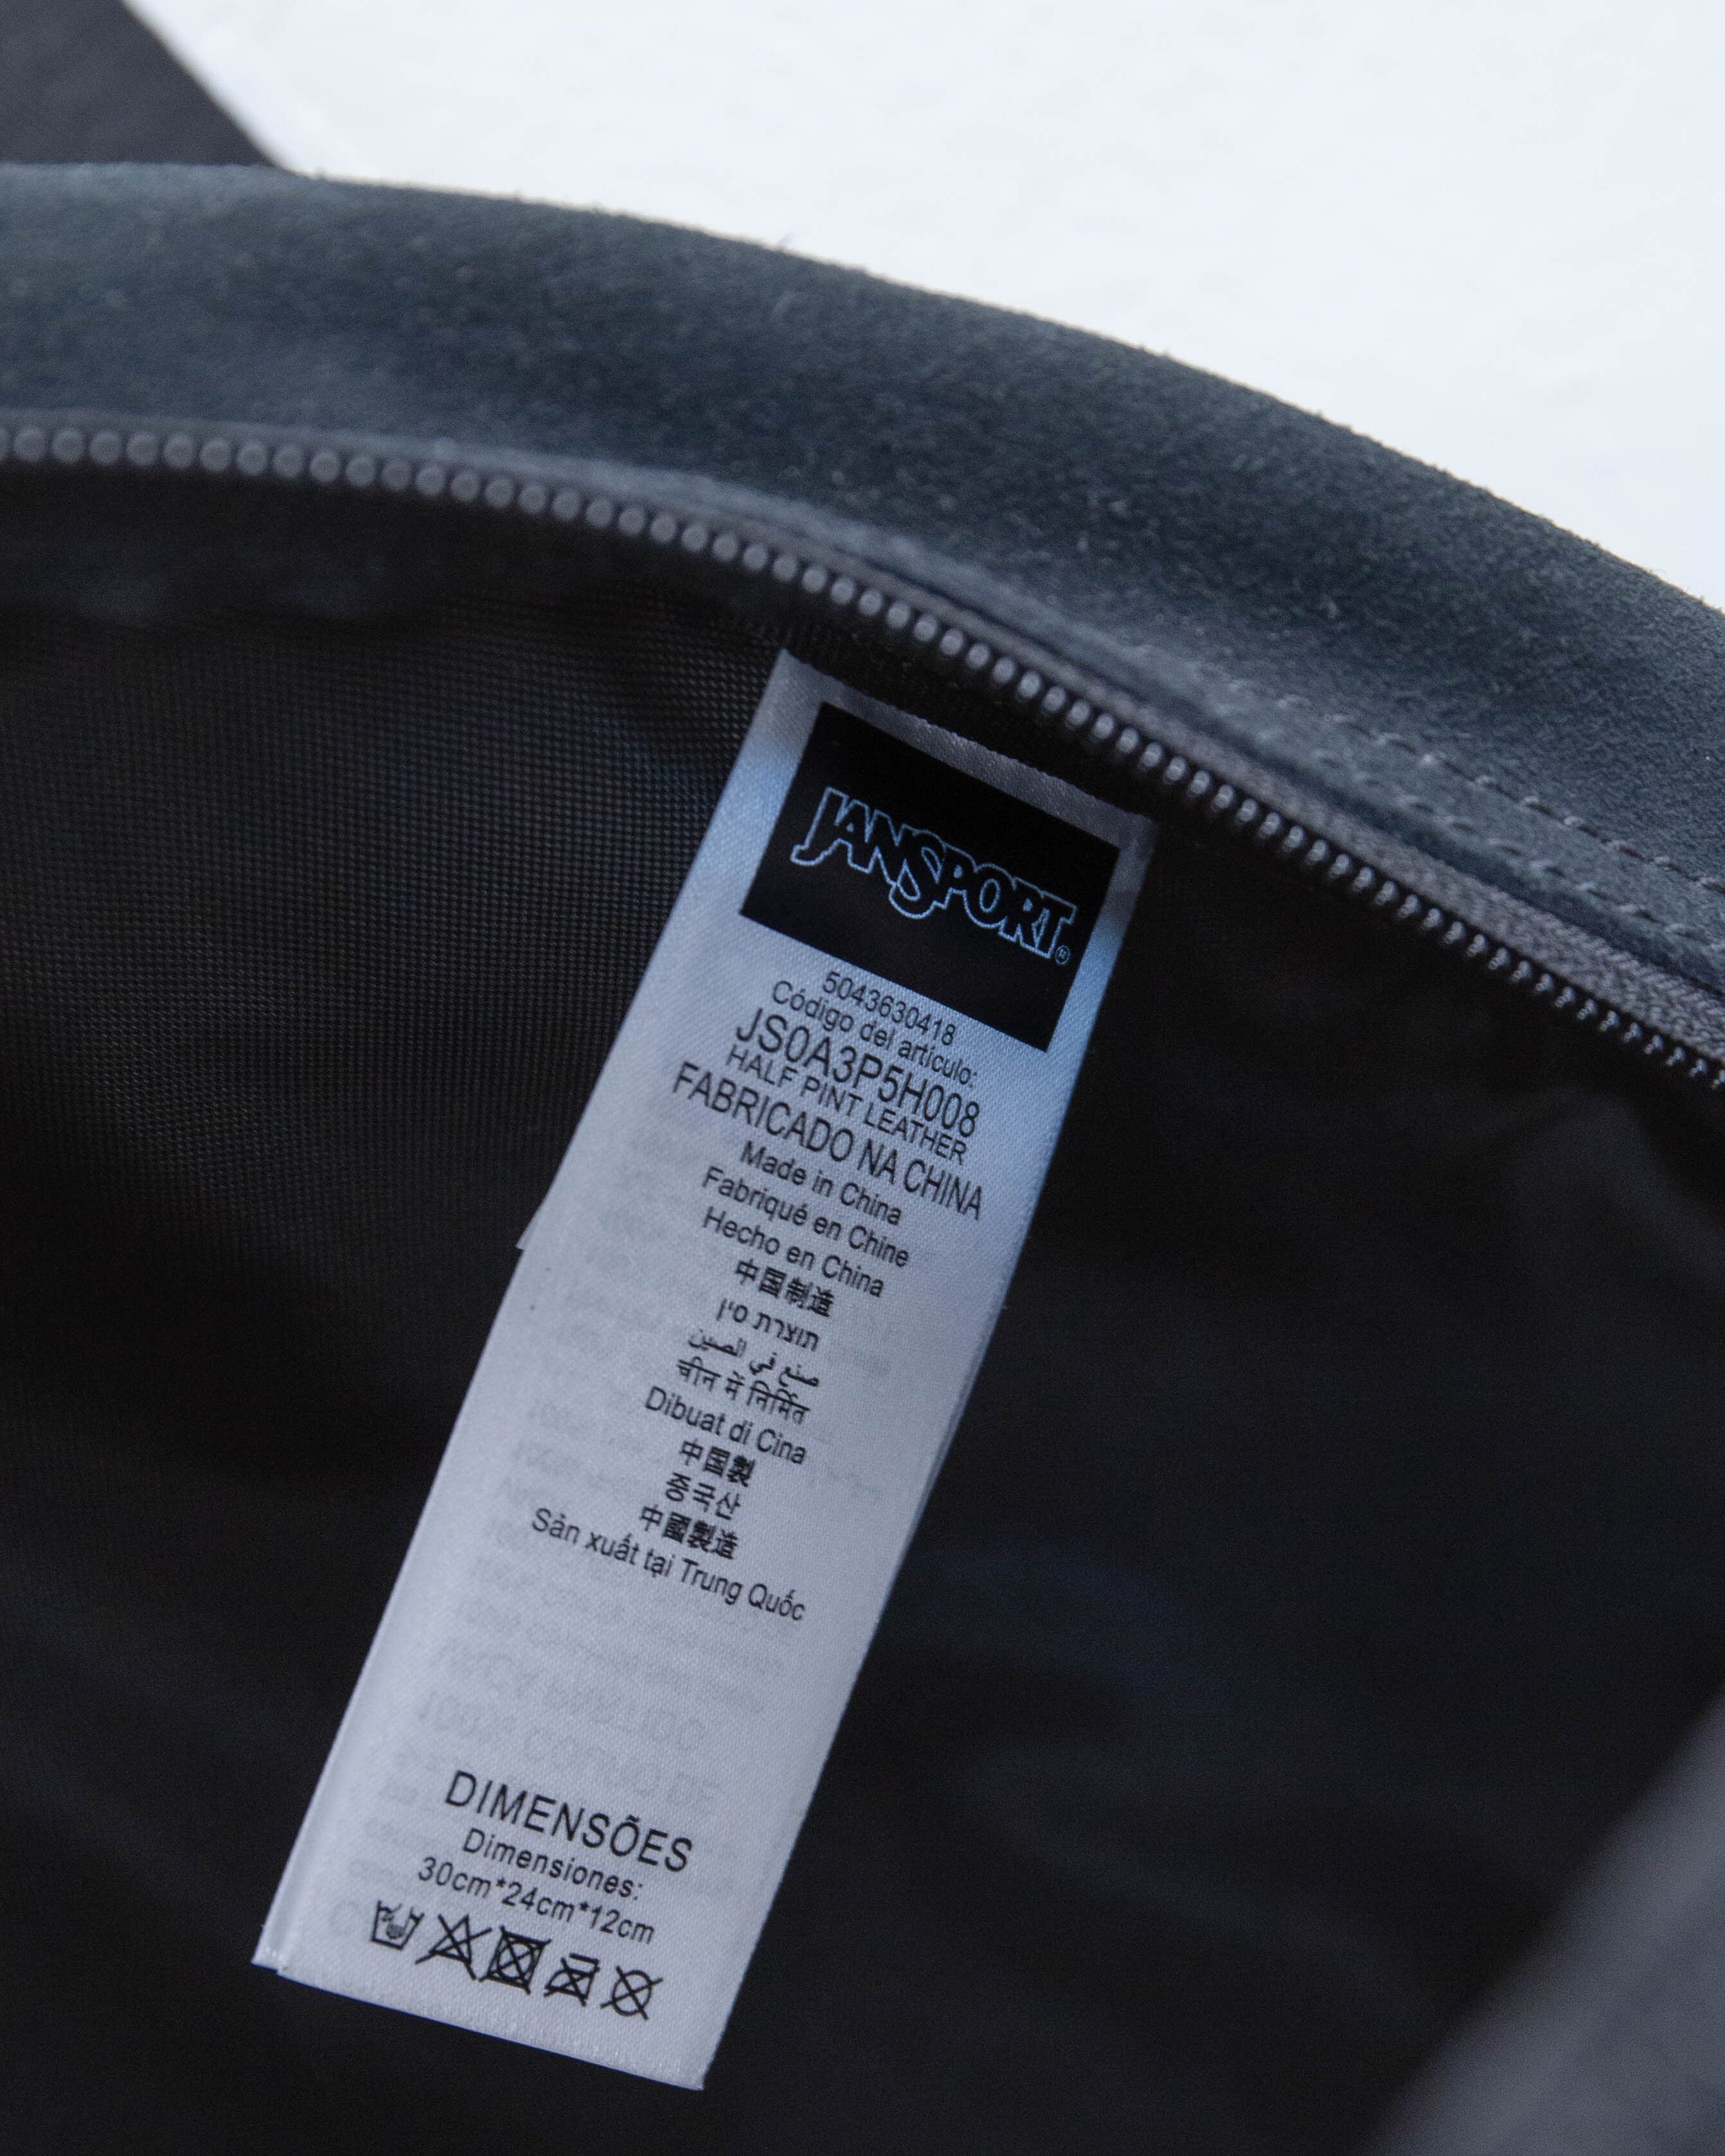 JANSPORT®
5043630418
Código del artículo:
JS0A3P5H008
HALF PINT LEATHER
FABRICADO NA CHINA
Made in China
Fabriqué en Chine
Hecho en China
中国制造
תוצרת סין
صنع في الصين
चीन में निर्मित
Dibuat di Cina
中国製
중국산
中國製造
Sản xuất tại Trung Quốc
DIMENSÕES
Dimensiones:
30cm*24cm*12cm